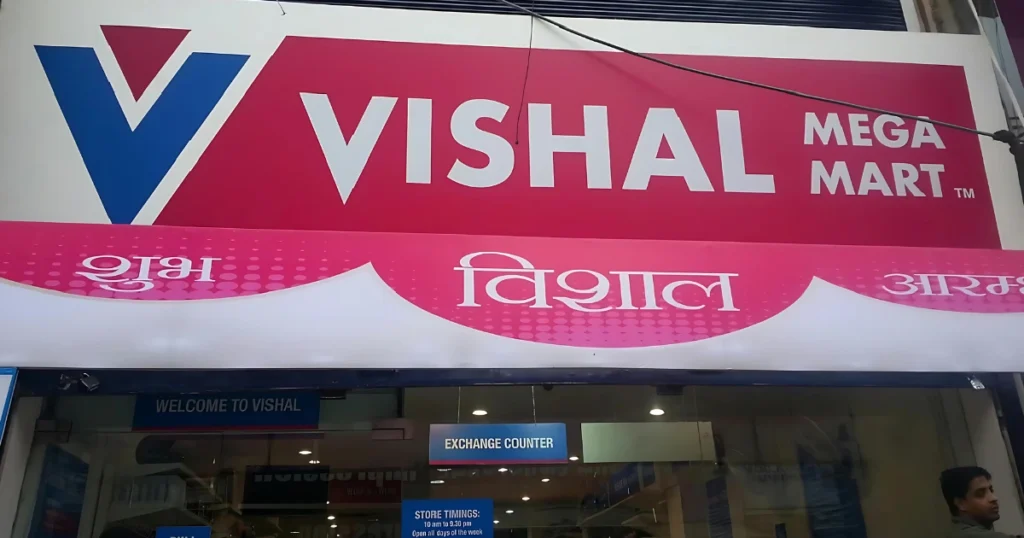 VISHAL MEGA
MART TM
शुभ विशाल आरम्भ
WELCOME TO VISHAL
EXCHANGE COUNTER
STORE TIMINGS:
10 am to 9.30 pm
Open all days of the week